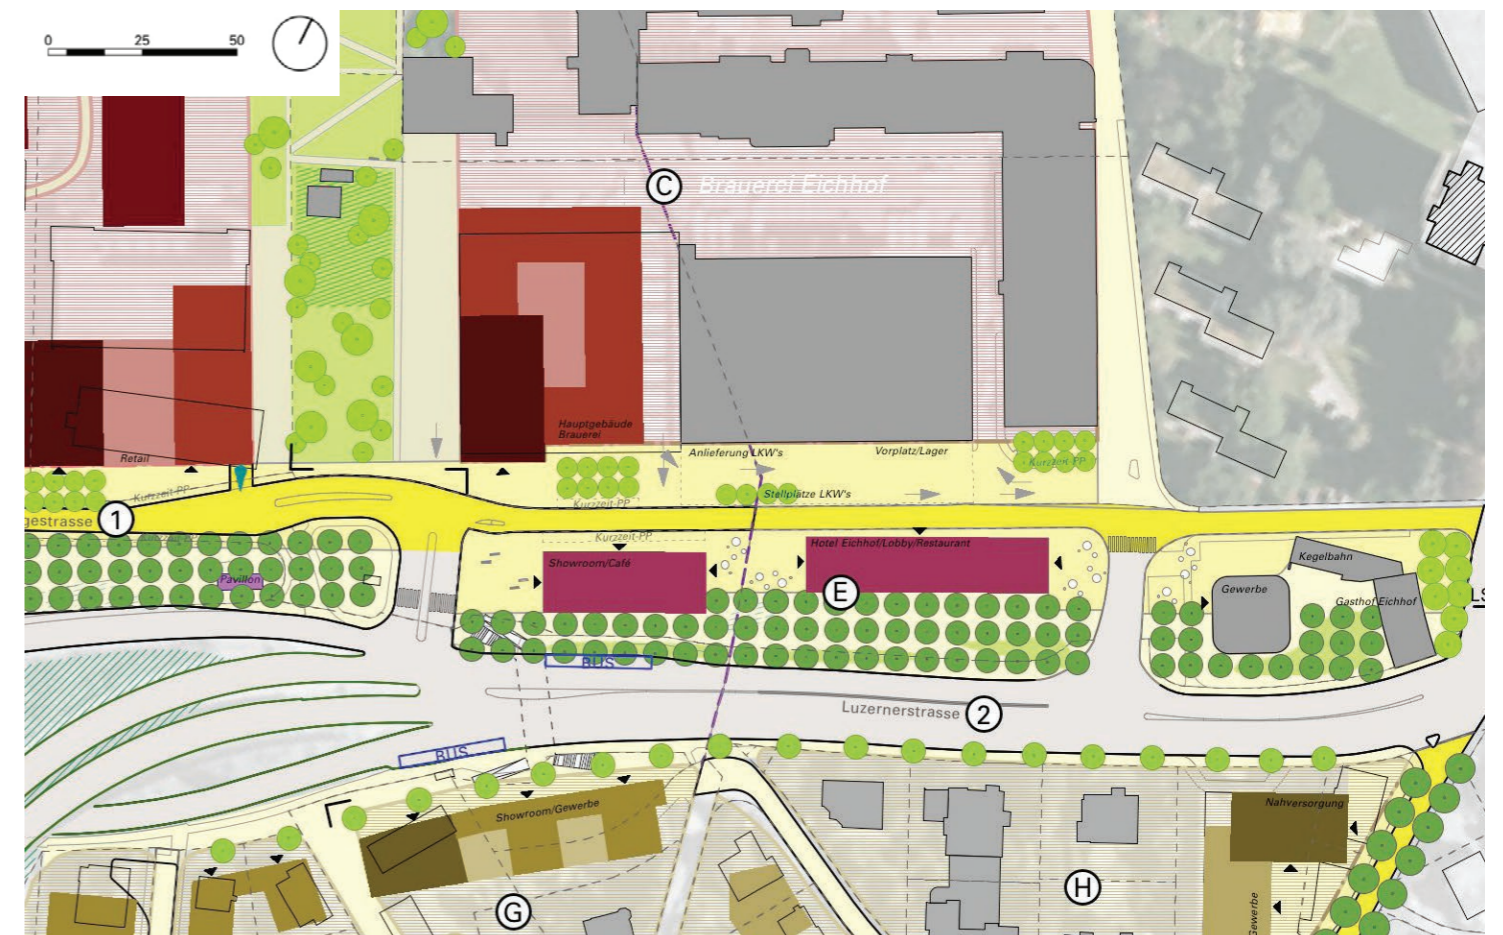 0 25 50
C
Brauerei Eichhof
Hauptgebäude
Brauerei
Retail
Anlieferung LKW's
Vorplatz/Lager
Kurzzeit-PP
Kurzzeit-PP
Stellplätze LKW's
Kurzzeit-PP
gestrasse
1
Kurzzeit-PP
Hotel Eichhof/Lobby/Restaurant
Showroom/Café
Pavillon
E
Kegelbahn
Gewerbe
Gasthof Eichhof
LS
BUS
Luzernerstrasse
2
BUS
Showroom/Gewerbe
Nahversorgung
G
H
Gewerbe